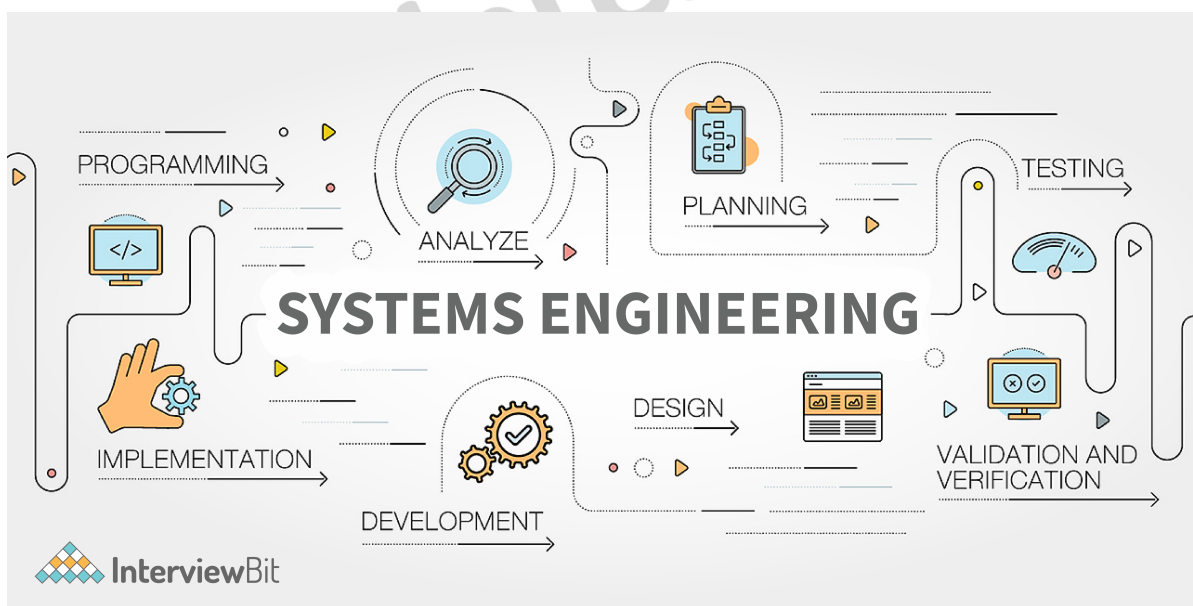 PROGRAMMING
ANALYZE
PLANNING
TESTING
</>
SYSTEMS ENGINEERING
IMPLEMENTATION
DEVELOPMENT
DESIGN
VALIDATION AND
VERIFICATION
InterviewBit